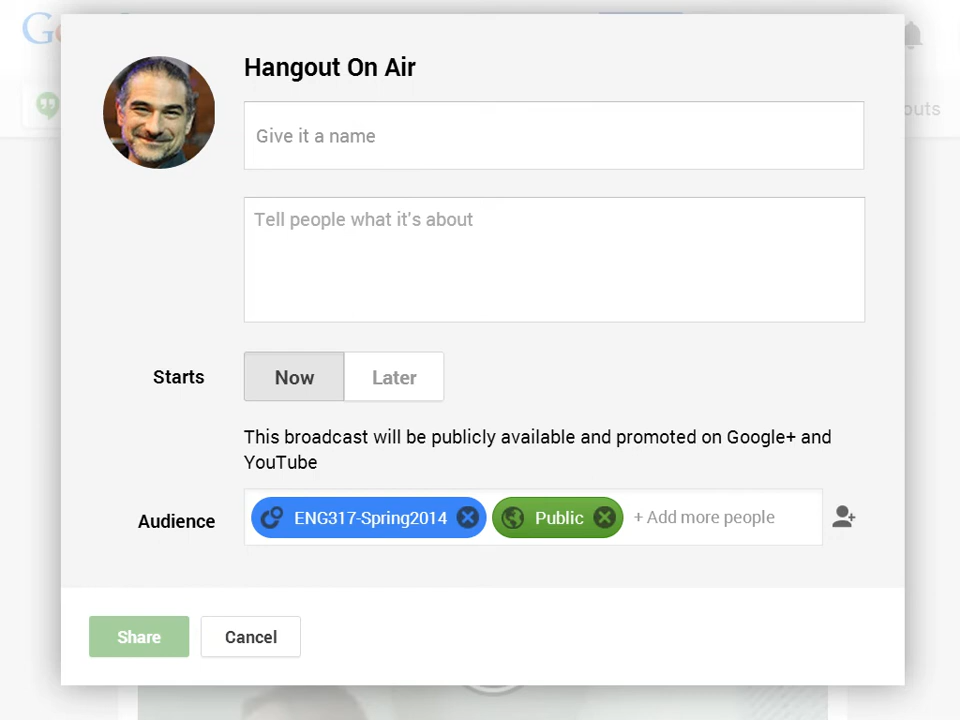 Hangout On Air
Give it a name
Tell people what it's about
Starts
Now
Later
This broadcast will be publicly available and promoted on Google+ and
YouTube
Audience
ENG317-Spring2014
Public
+ Add more people
Share
Cancel